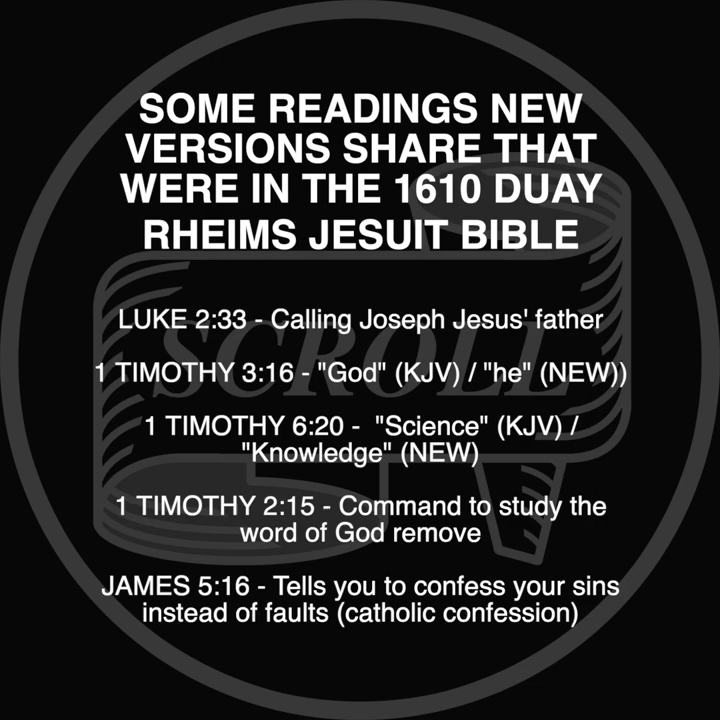 SOME READINGS NEW
VERSIONS SHARE THAT
WERE IN THE 1610 DUAY
RHEIMS JESUIT BIBLE
LUKE 2:33 - Calling Joseph Jesus' father
1 TIMOTHY 3:16 - "God" (KJV) / "he" (NEW))
1 TIMOTHY 6:20 - "Science" (KJV) /
"Knowledge" (NEW)
1 TIMOTHY 2:15 - Command to study the
word of God remove
JAMES 5:16 - Tells you to confess your sins
instead of faults (catholic confession)
SCROLL